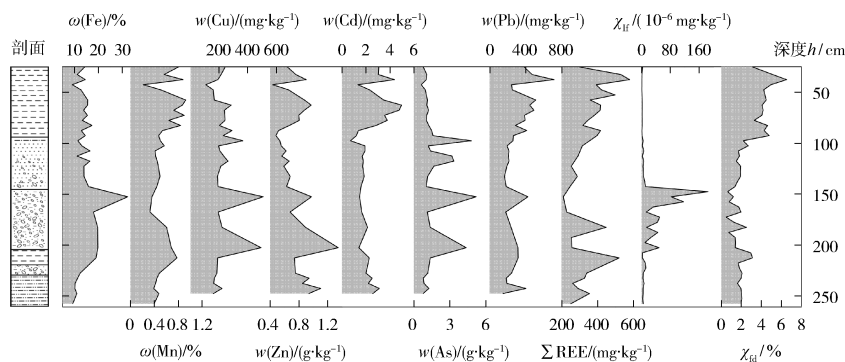 ω(Fe)/% w(Cu)/(mg·kg⁻¹) w(Cd)/(mg·kg⁻¹) w(Pb)/(mg·kg⁻¹) χlf/(10⁻⁶ mg·kg⁻¹)
剖面 10 20 30 200 400 600 0 2 4 6 0 400 800 0 80 160 深度h/cm
50
100
150
200
250
0 0.4 0.8 1.2 0.4 0.8 1.2 0 3 6 200 400 600 0 2 4 6 8
ω(Mn)/% w(Zn)/(g·kg⁻¹) w(As)/(g·kg⁻¹) ∑REE/(mg·kg⁻¹) χfd/%